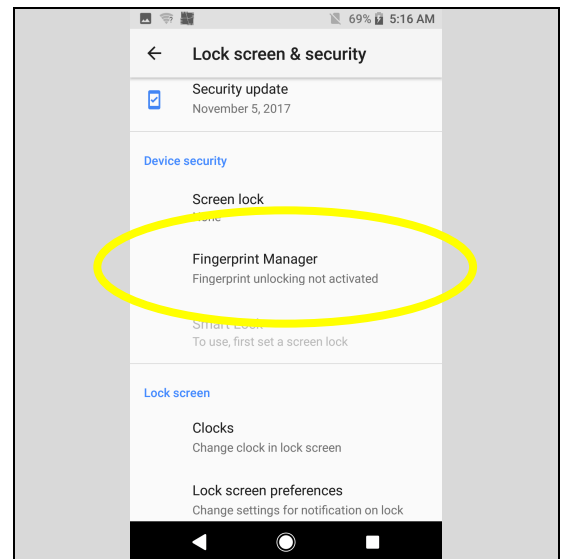 69% 5:16 AM
Lock screen & security
Security update
November 5, 2017
Device security
Screen lock
None
Fingerprint Manager
Fingerprint unlocking not activated
Smart Lock
To use, first set a screen lock
Lock screen
Clocks
Change clock in lock screen
Lock screen preferences
Change settings for notification on lock